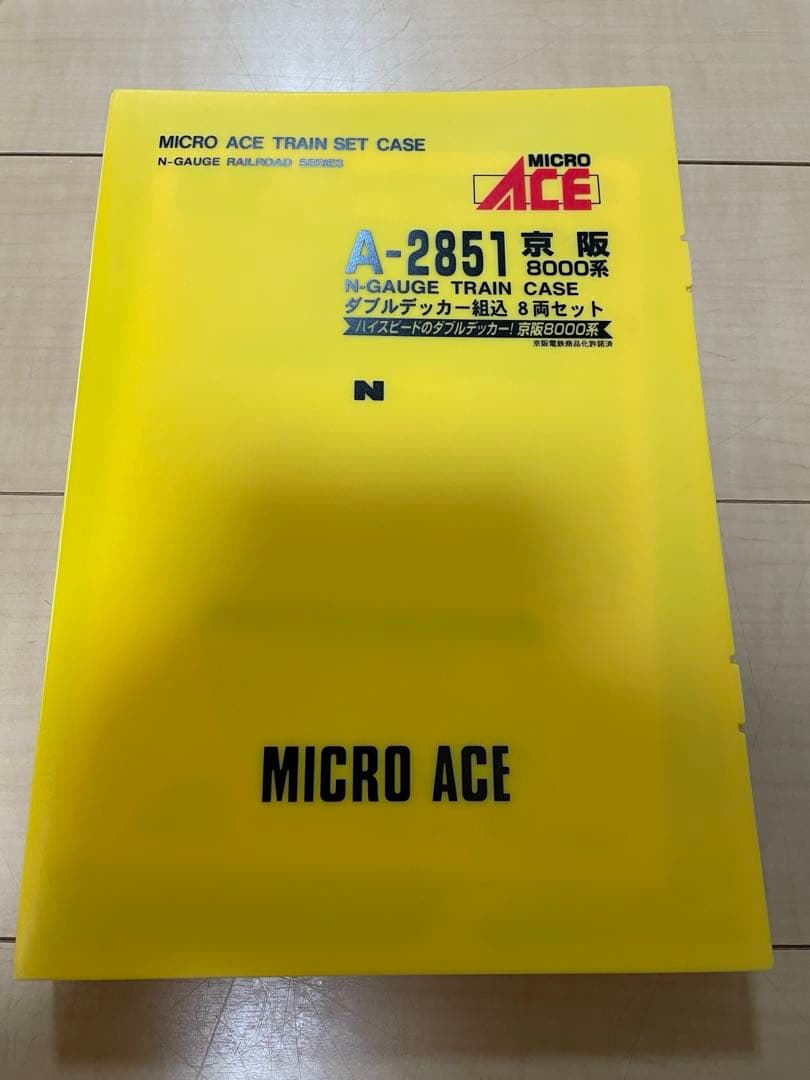 MICRO ACE TRAIN SET CASE
N-GAUGE RAILROAD SERIES
MICRO
ACE
A-2851 京阪
8000系
N-GAUGE TRAIN CASE
ダブルデッカー組込 8両セット
ハイスピードのダブルデッカー!京阪8000系
京阪電鉄商品化許諾済
N
MICRO ACE